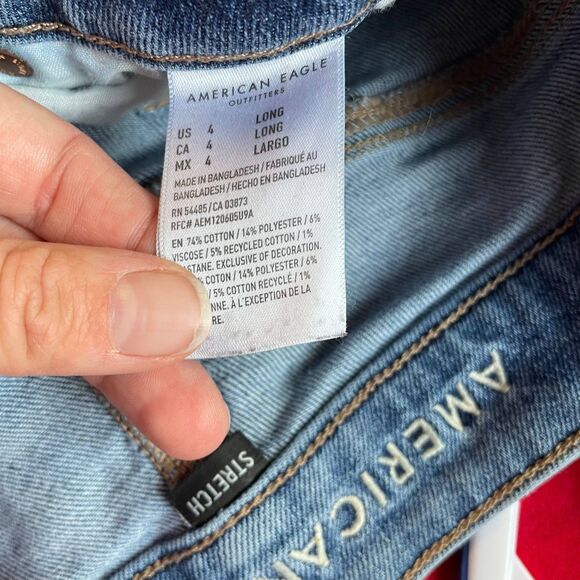 AMERICAN EAGLE
OUTFITTERS
US 4 LONG
CA 4 LONG
MX 4 LARGO
MADE IN BANGLADESH / FABRIQUÉ AU
BANGLADESH / HECHO EN BANGLADESH
RN 54485/CA 03873
RFC# AEM120605U9A
EN 74% COTTON / 14% POLYESTER / 6%
VISCOSE / 5% RECYCLED COTTON / 1%
STANE. EXCLUSIVE OF DECORATION.
% COTON / 14% POLYESTER / 6%
/ 5% COTON RECYCLÉ / 1%
NNE. À L'EXCEPTION DE LA
RE.
STRETCH
AMERICAN